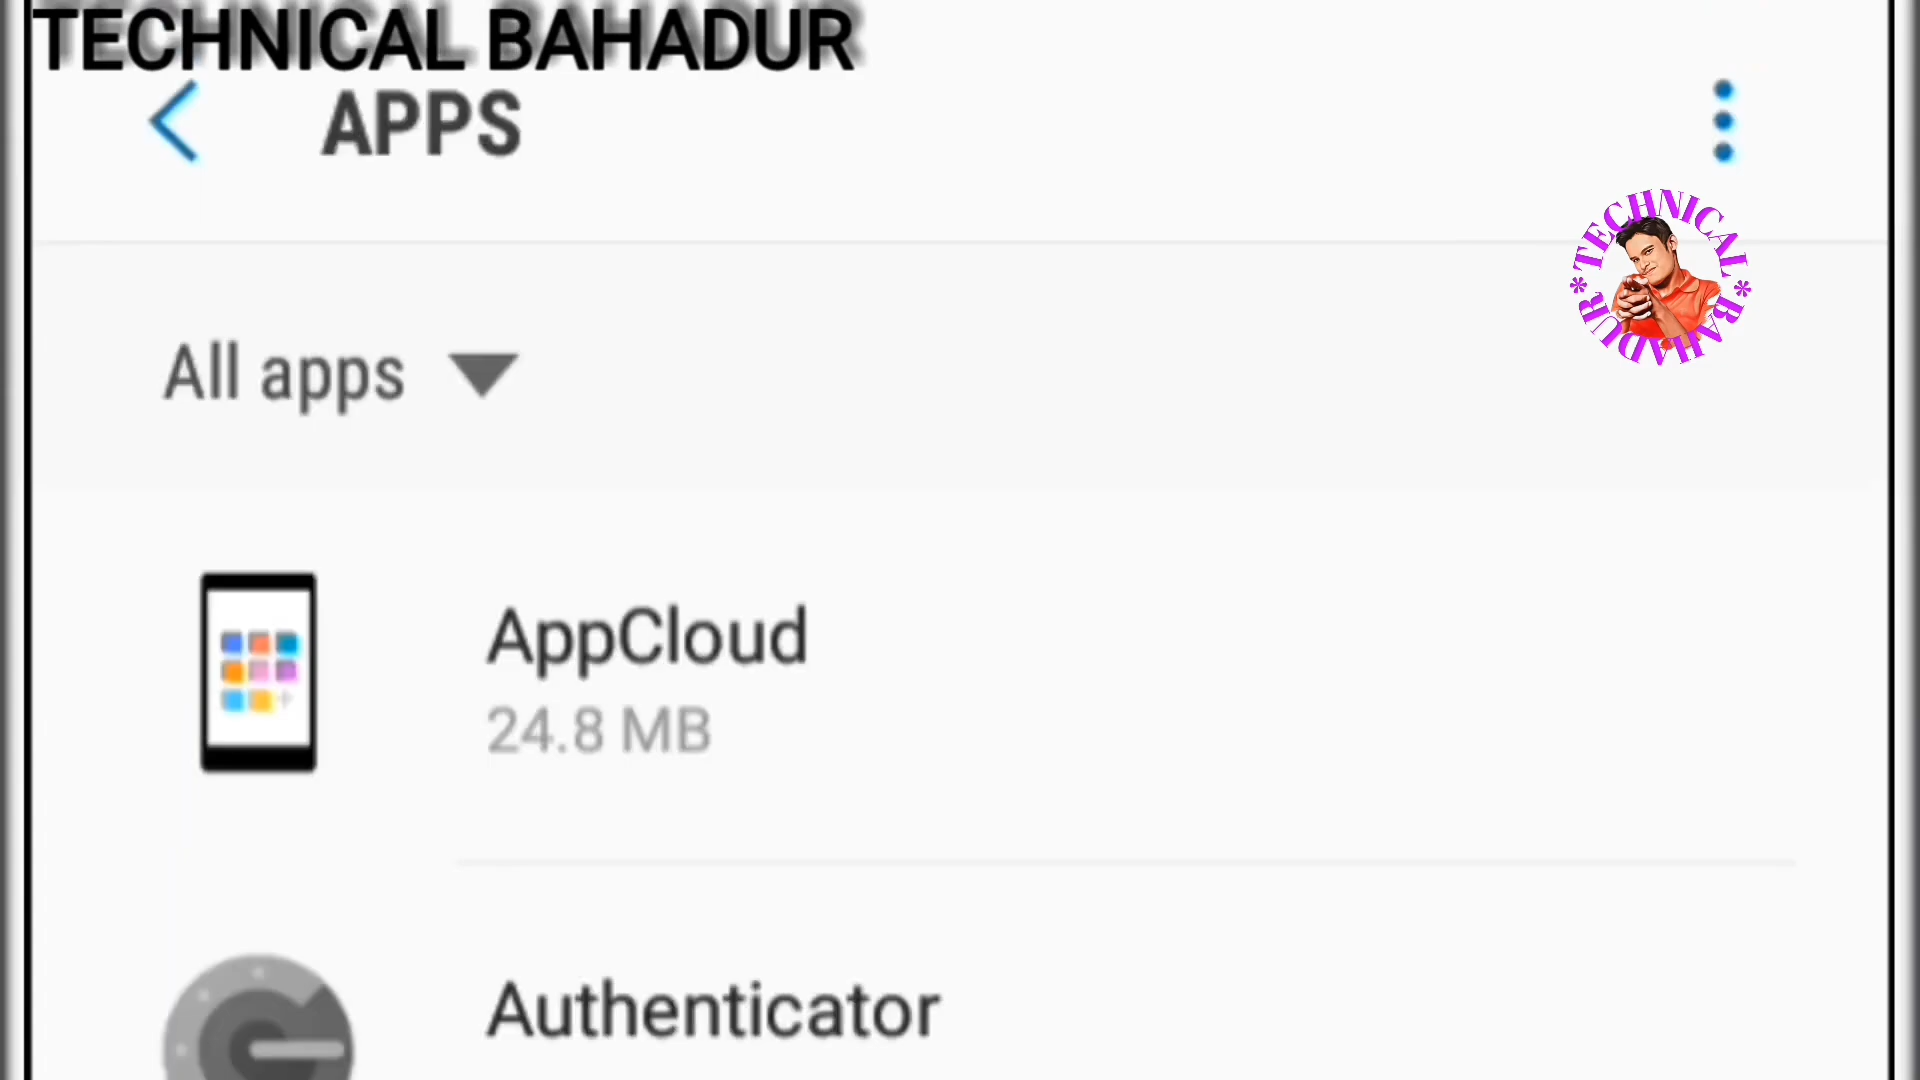 TECHNICAL BAHADUR
APPS
* TECHNICAL * BAHADUR
All apps
AppCloud
24.8 MB
Authenticator